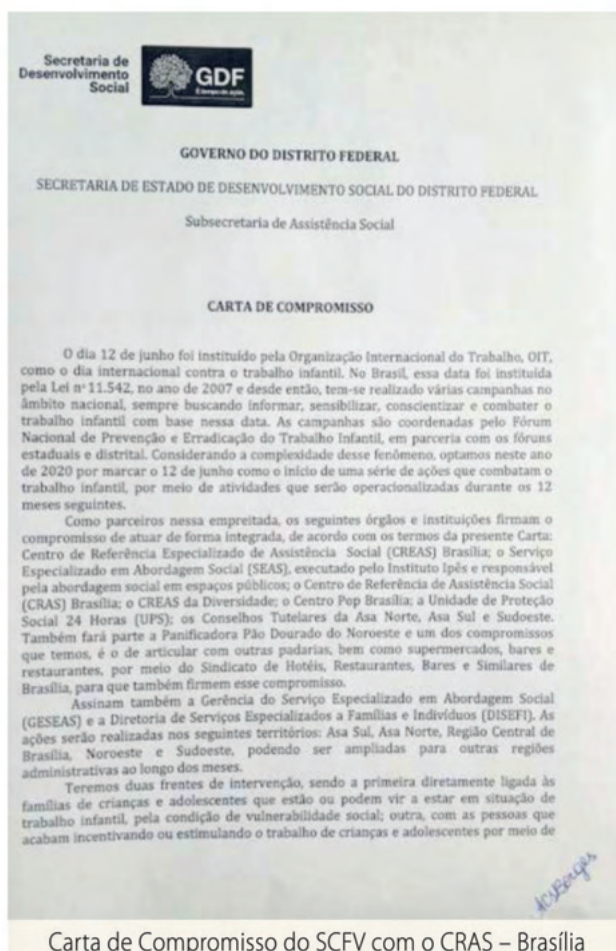 Secretaria de
Desenvolvimento
Social
GDF
É tempo de ação.
GOVERNO DO DISTRITO FEDERAL
SECRETARIA DE ESTADO DE DESENVOLVIMENTO SOCIAL DO DISTRITO FEDERAL
Subsecretaria de Assistência Social
CARTA DE COMPROMISSO
O dia 12 de junho foi instituído pela Organização Internacional do Trabalho, OIT,
como o dia internacional contra o trabalho infantil. No Brasil, essa data foi instituída
pela Lei nº 11.542, no ano de 2007 e desde então, tem-se realizado várias campanhas no
âmbito nacional, sempre buscando informar, sensibilizar, conscientizar e combater o
trabalho infantil com base nessa data. As campanhas são coordenadas pelo Fórum
Nacional de Prevenção e Erradicação do Trabalho Infantil, em parceria com os fóruns
estaduais e distrital. Considerando a complexidade desse fenômeno, optamos neste ano
de 2020 por marcar o 12 de junho como o início de uma série de ações que combatam o
trabalho infantil, por meio de atividades que serão operacionalizadas durante os 12
meses seguintes.
Como parceiros nessa empreitada, os seguintes órgãos e instituições firmam o
compromisso de atuar de forma integrada, de acordo com os termos da presente Carta:
Centro de Referência Especializado de Assistência Social (CREAS) Brasília; o Serviço
Especializado em Abordagem Social (SEAS), executado pelo Instituto Ipês e responsável
pela abordagem social em espaços públicos; o Centro de Referência de Assistência Social
(CRAS) Brasília; o CREAS da Diversidade; o Centro Pop Brasília; a Unidade de Proteção
Social 24 Horas (UPS); os Conselhos Tutelares da Asa Norte, Asa Sul e Sudoeste.
Também fará parte a Panificadora Pão Dourado do Noroeste e um dos compromissos
que temos, é o de articular com outras padarias, bem como supermercados, bares e
restaurantes, por meio do Sindicato de Hotéis, Restaurantes, Bares e Similares de
Brasília, para que também firmem esse compromisso.
Assinam também a Gerência do Serviço Especializado em Abordagem Social
(GESEAS) e a Diretoria de Serviços Especializados a Famílias e Indivíduos (DISEFI). As
ações serão realizadas nos seguintes territórios: Asa Sul, Asa Norte, Região Central de
Brasília, Noroeste e Sudoeste, podendo ser ampliadas para outras regiões
administrativas ao longo dos meses.
Teremos duas frentes de intervenção, sendo a primeira diretamente ligada às
famílias de crianças e adolescentes que estão ou podem vir a estar em situação de
trabalho infantil, pela condição de vulnerabilidade social; outra, com as pessoas que
acabam incentivando ou estimulando o trabalho de crianças e adolescentes por meio de
Carta de Compromisso do SCFV com o CRAS – Brasília